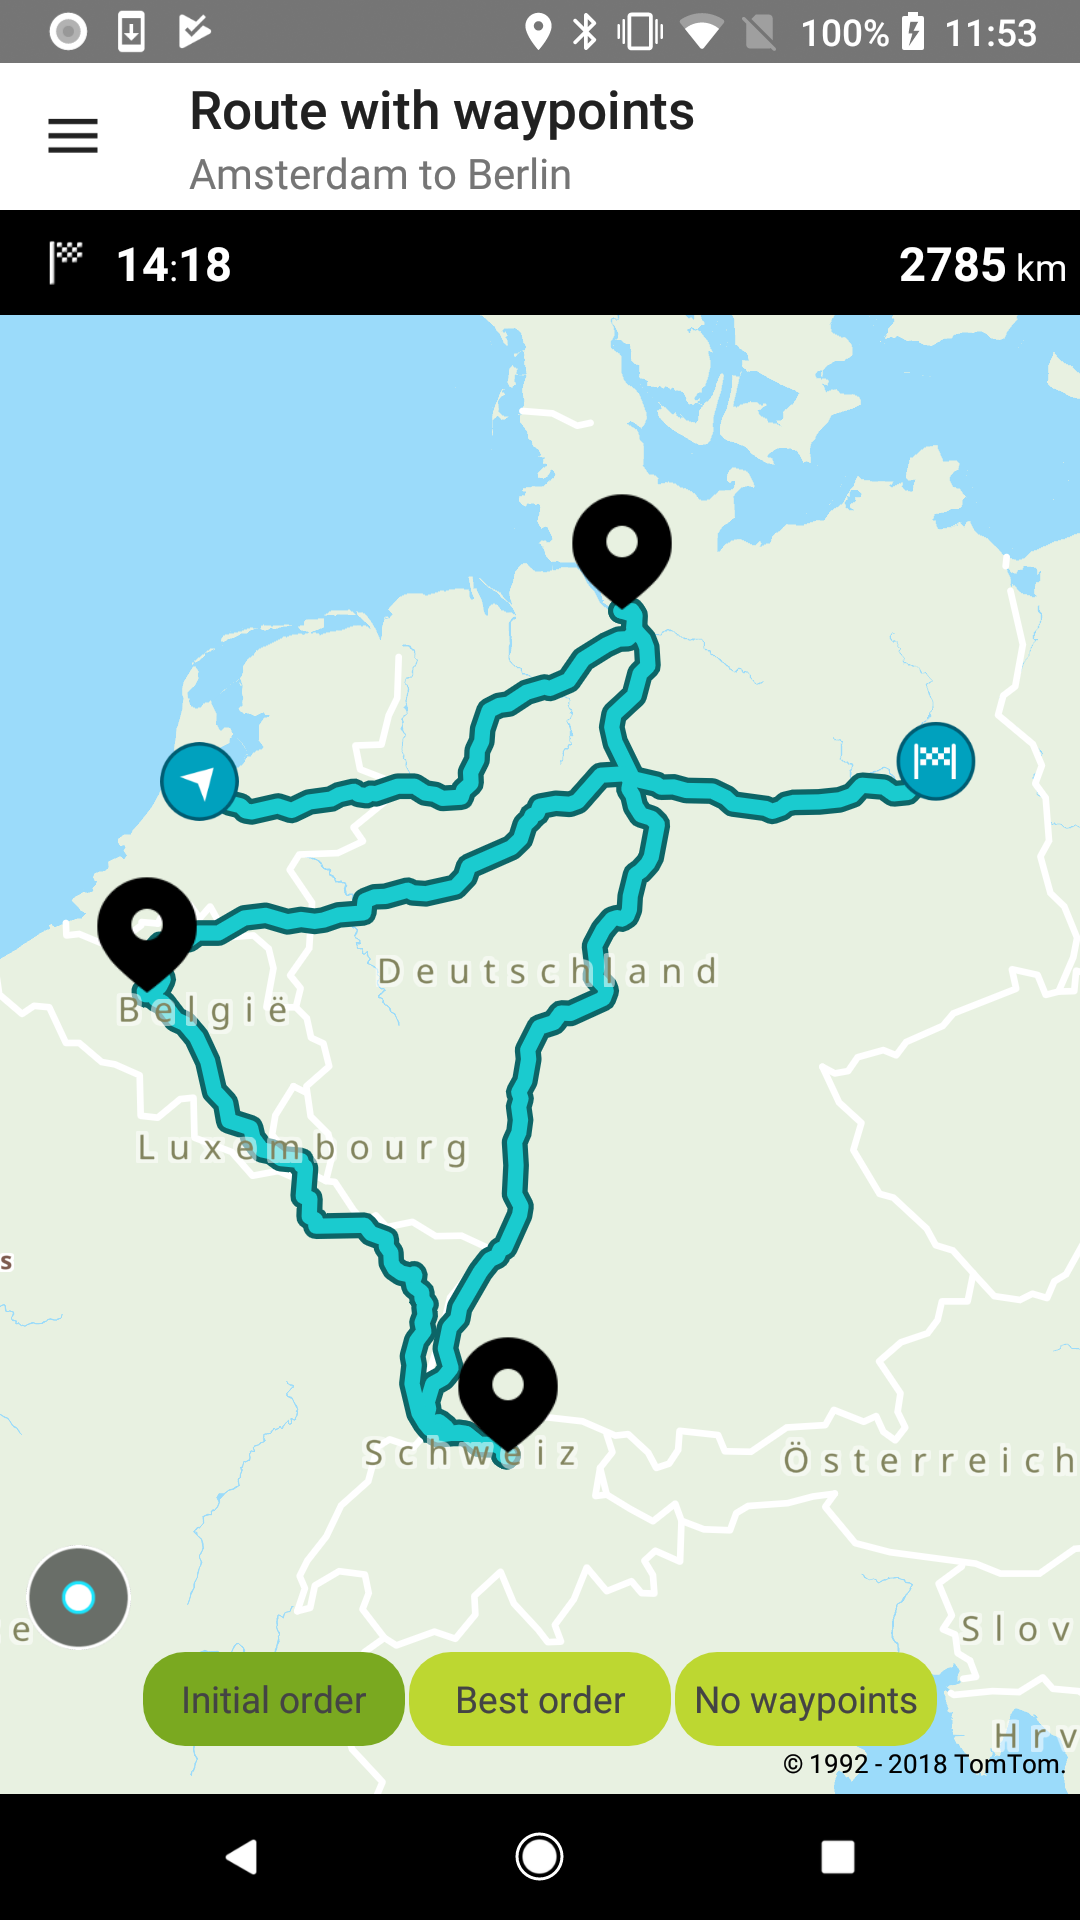 100% 11:53
Route with waypoints
Amsterdam to Berlin
14:18 2785 km
Deutschland
België
Luxembourg
s
Schweiz
Österreich
e
Slov
Initial order Best order No waypoints
Hrv
© 1992 - 2018 TomTom.